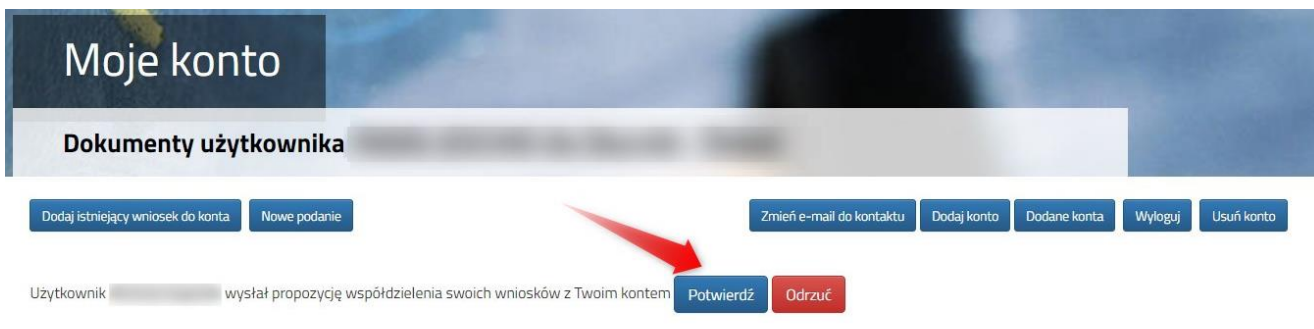 Moje konto
Dokumenty użytkownika
Dodaj istniejący wniosek do konta Nowe podanie Zmień e-mail do kontaktu Dodaj konto Dodane konta Wyloguj Usuń konto
Użytkownik wysłał propozycję współdzielenia swoich wniosków z Twoim kontem Potwierdź Odrzuć